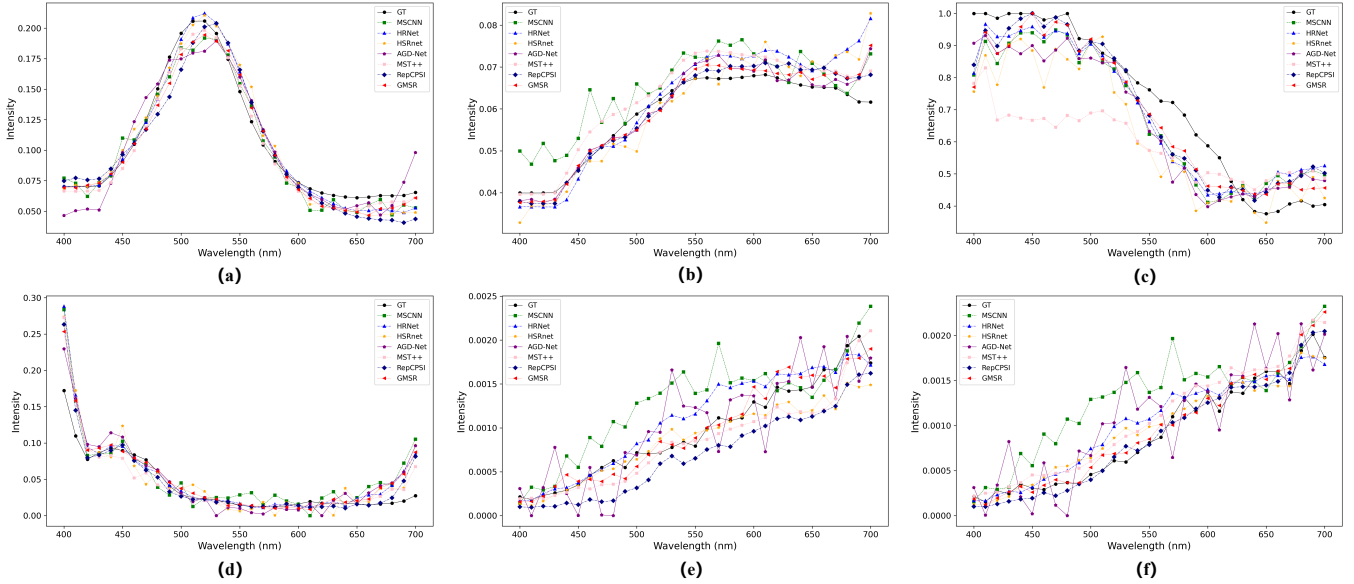 GT
MSCNN
HRNet
HSRnet
AGD-Net
MST++
RepCPSI
GMSR
0.200
0.175
0.150
0.125
0.100
0.075
0.050
Intensity
400 450 500 550 600 650 700
Wavelength (nm)
(a)
GT
MSCNN
HRNet
HSRnet
AGD-Net
MST++
RepCPSI
GMSR
0.08
0.07
0.06
0.05
0.04
Intensity
400 450 500 550 600 650 700
Wavelength (nm)
(b)
GT
MSCNN
HRNet
HSRnet
AGD-Net
MST++
RepCPSI
GMSR
1.0
0.9
0.8
0.7
0.6
0.5
0.4
Intensity
400 450 500 550 600 650 700
Wavelength (nm)
(c)
GT
MSCNN
HRNet
HSRnet
AGD-Net
MST++
RepCPSI
GMSR
0.30
0.25
0.20
0.15
0.10
0.05
0.00
Intensity
400 450 500 550 600 650 700
Wavelength (nm)
(d)
GT
MSCNN
HRNet
HSRnet
AGD-Net
MST++
RepCPSI
GMSR
0.0025
0.0020
0.0015
0.0010
0.0005
0.0000
Intensity
400 450 500 550 600 650 700
Wavelength (nm)
(e)
GT
MSCNN
HRNet
HSRnet
AGD-Net
MST++
RepCPSI
GMSR
0.0020
0.0015
0.0010
0.0005
0.0000
Intensity
400 450 500 550 600 650 700
Wavelength (nm)
(f)